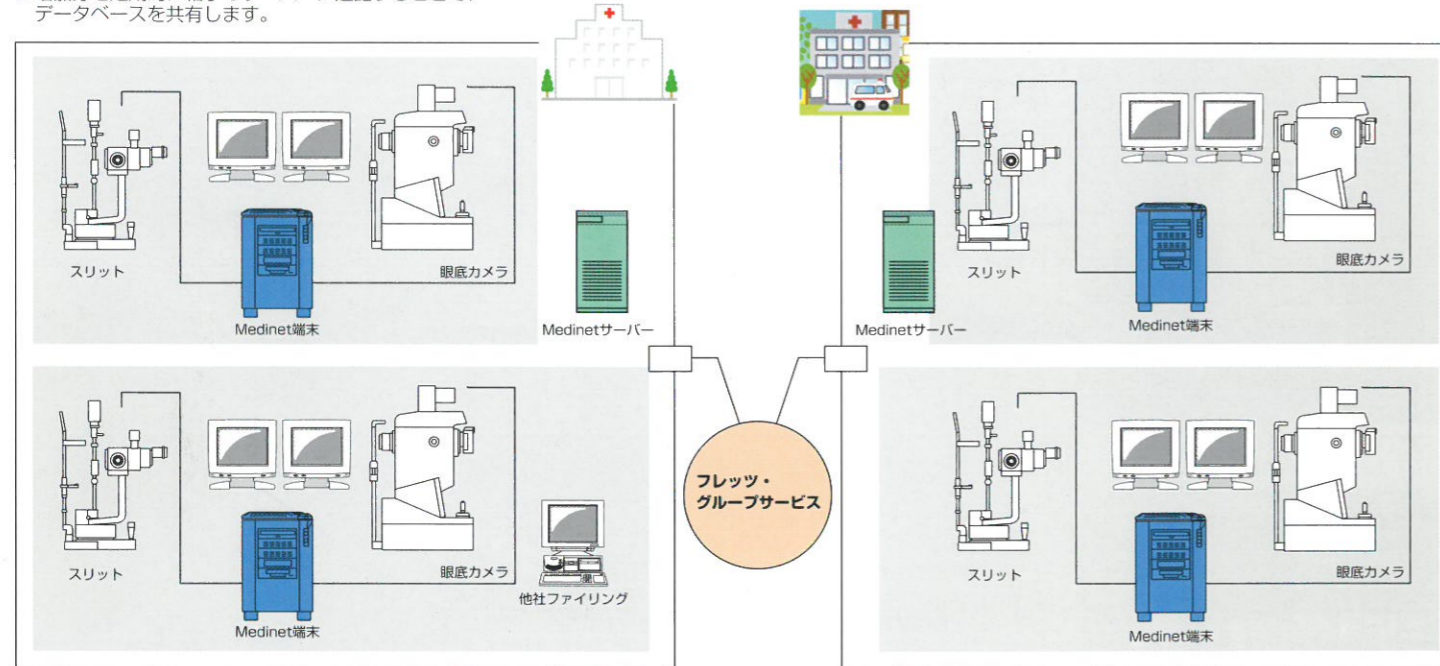 データベースを共有します。
スリット
眼底カメラ
Medinet端末
Medinetサーバー
スリット
眼底カメラ
Medinet端末
他社ファイリング
フレッツ・
グループサービス
Medinetサーバー
スリット
眼底カメラ
Medinet端末
スリット
眼底カメラ
Medinet端末